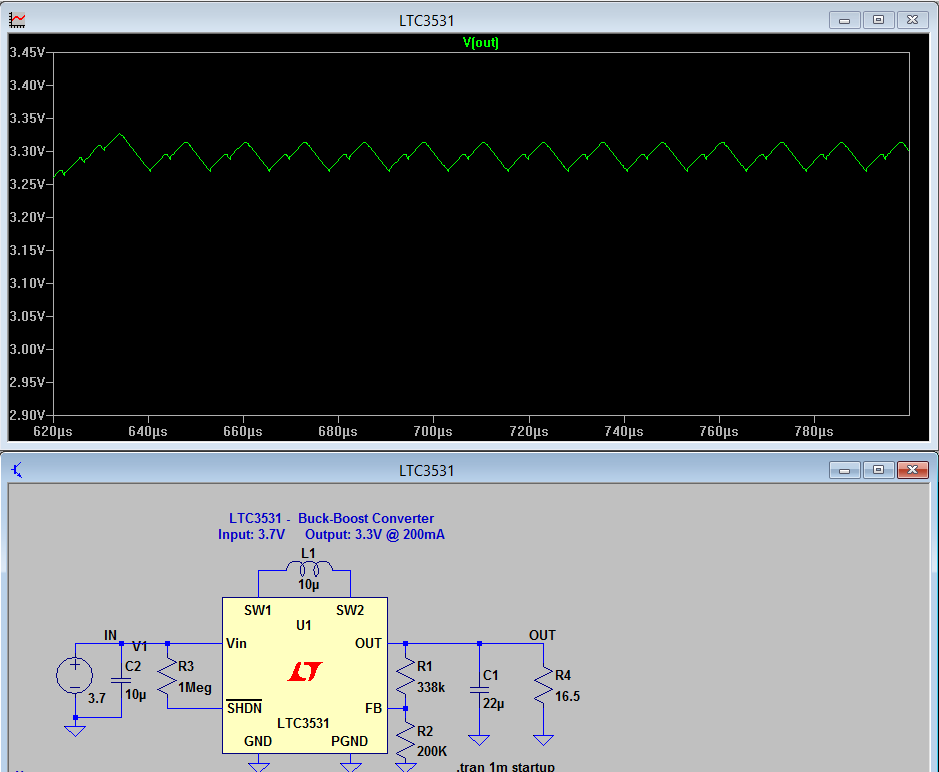 LTC3531
V(out)
3.45V
3.40V
3.35V
3.30V
3.25V
3.20V
3.15V
3.10V
3.05V
3.00V
2.95V
2.90V
620µs 640µs 660µs 680µs 700µs 720µs 740µs 760µs 780µs
LTC3531
LTC3531 - Buck-Boost Converter
Input: 3.7V Output: 3.3V @ 200mA
L1
10µ
SW1 SW2
U1
IN V1 Vin OUT OUT
C2 R3 R1 C1 R4
3.7 10µ 1Meg 338k 22µ 16.5
SHDN LTC3531 FB
R2
GND PGND 200K
.tran 1m startup